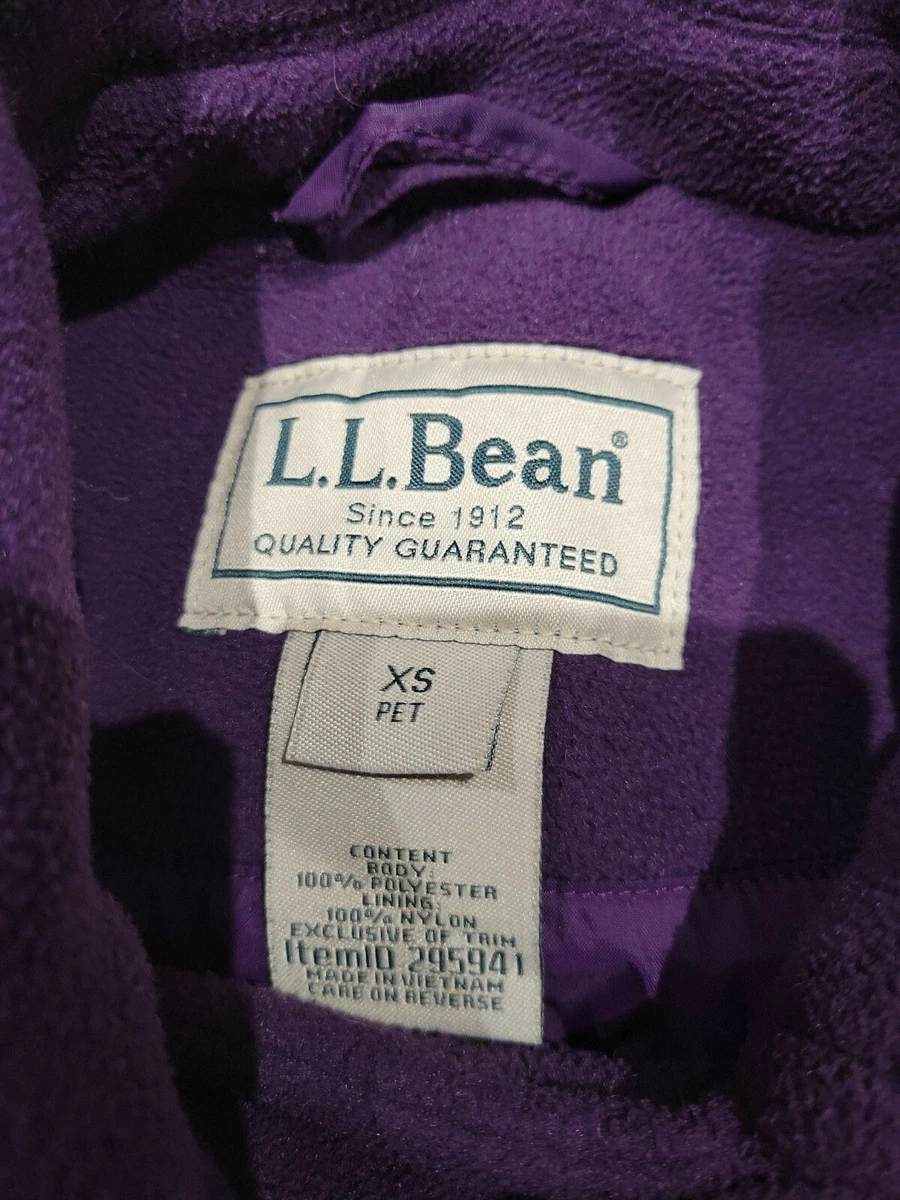 L.L.Bean®
Since 1912
QUALITY GUARANTEED
XS
PET
CONTENT
BODY:
100% POLYESTER
LINING:
100% NYLON
EXCLUSIVE OF TRIM
ItemID 295941
MADE IN VIETNAM
CARE ON REVERSE